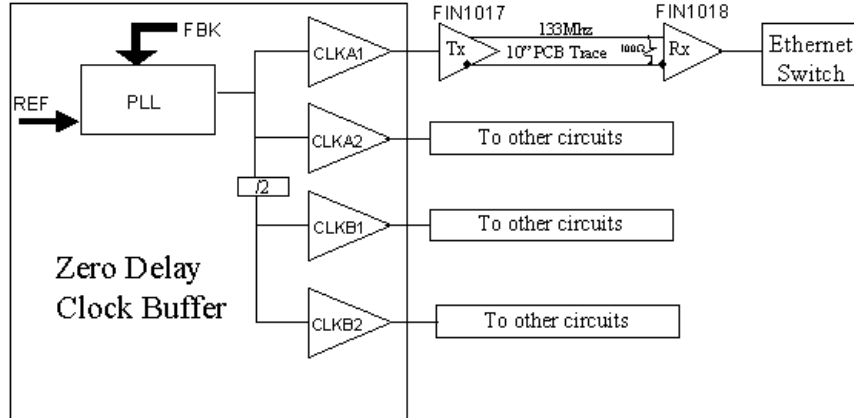 FIN1017
FIN1018
FBK
CLKA1
Tx
133Mhz
10" PCB Trace
100Ω
Rx
Ethernet
Switch
REF
PLL
CLKA2
To other circuits
/2
CLKB1
To other circuits
Zero Delay
Clock Buffer
CLKB2
To other circuits